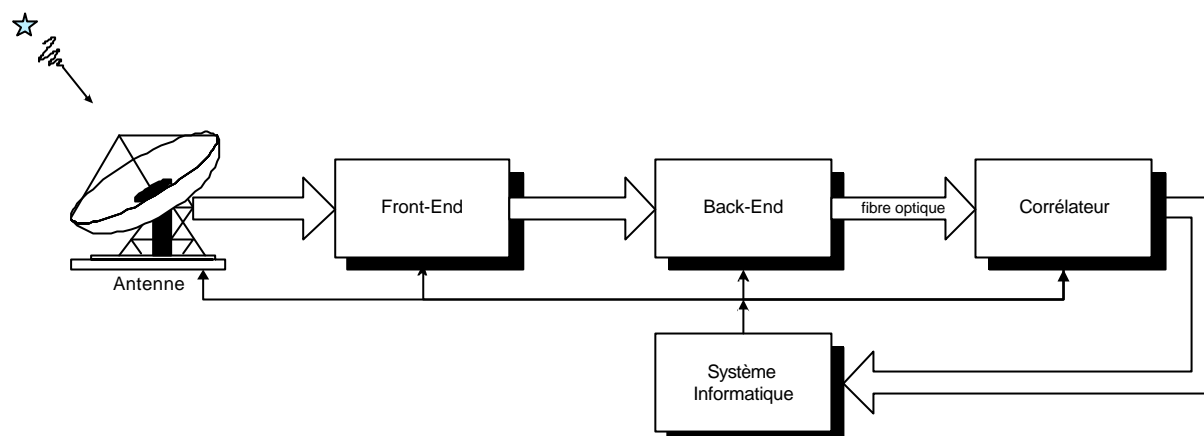 Front-End
Back-End
fibre optique
Corrélateur
Antenne
Système
Informatique